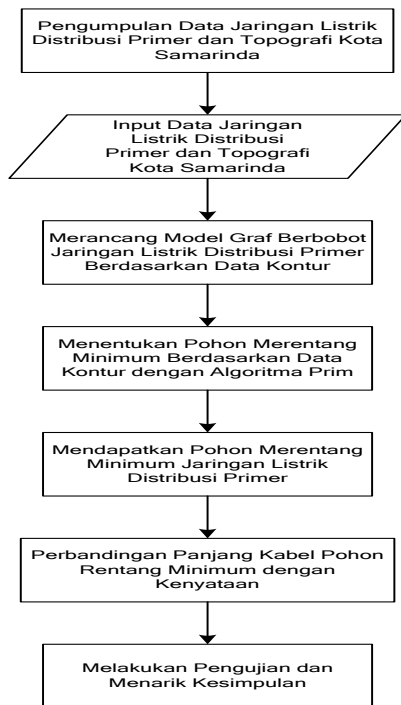 Pengumpulan Data Jaringan Listrik
Distribusi Primer dan Topografi Kota
Samarinda
Input Data Jaringan
Listrik Distribusi
Primer dan Topografi
Kota Samarinda
Merancang Model Graf Berbobot
Jaringan Listrik Distribusi Primer
Berdasarkan Data Kontur
Menentukan Pohon Merentang
Minimum Berdasarkan Data
Kontur dengan Algoritma Prim
Mendapatkan Pohon Merentang
Minimum Jaringan Listrik
Distribusi Primer
Perbandingan Panjang Kabel Pohon
Rentang Minimum dengan
Kenyataan
Melakukan Pengujian dan
Menarik Kesimpulan